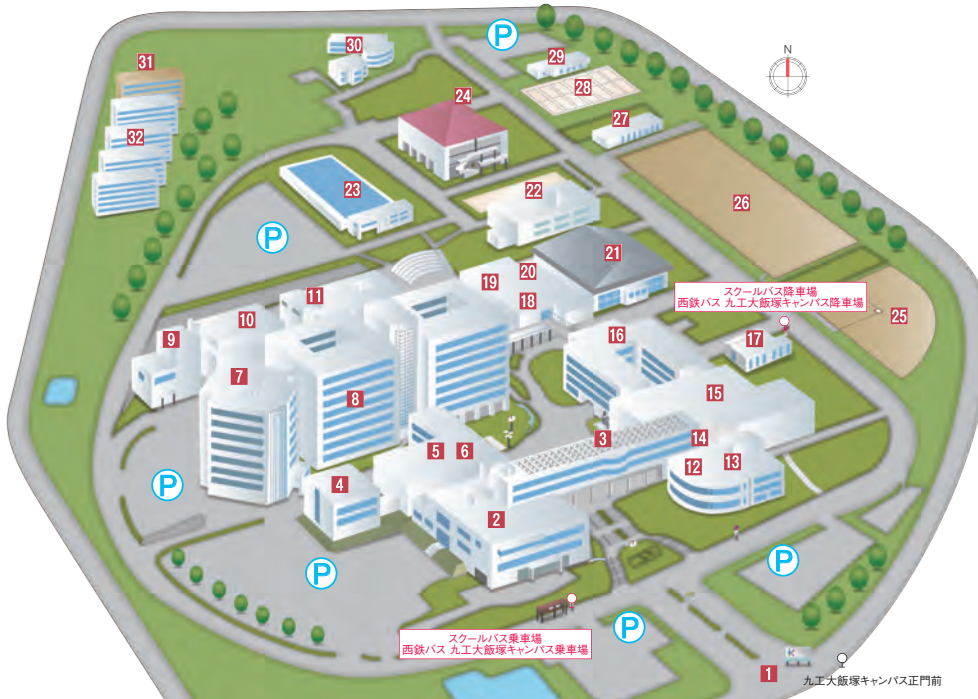 P
N
30
31
29
28
24
27
32
23
22
26
P
21
20
19
11
18
スクールバス降車場
西鉄バス 九工大飯塚キャンパス降車場
25
10
9
16
17
7
8
15
3
14
5
6
13
12
4
P
2
P
P
スクールバス乗車場
西鉄バス 九工大飯塚キャンパス乗車場
P
K
1
九工大飯塚キャンパス正門前